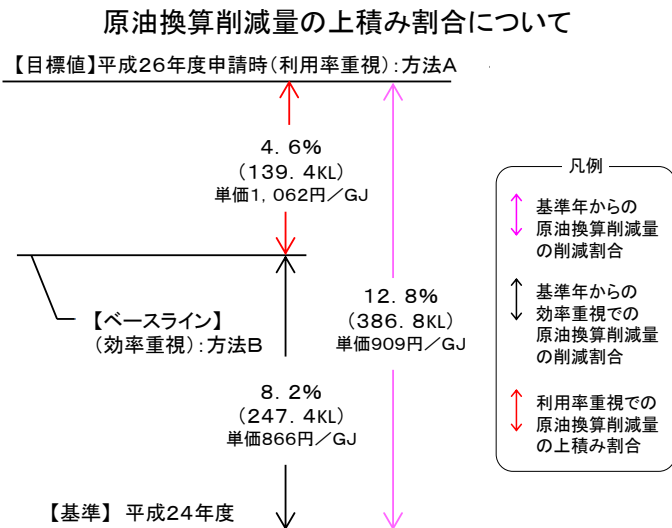 原油換算削減量の上積み割合について
【目標値】平成26年度申請時(利用率重視):方法A
4.6%
(139.4KL)
単価1,062円/GJ
【ベースライン】
(効率重視):方法B
12.8%
(386.8KL)
単価909円/GJ
8.2%
(247.4KL)
単価866円/GJ
【基準】 平成24年度
凡例
基準年からの
原油換算削減量
の削減割合
基準年からの
効率重視での
原油換算削減量
の削減割合
利用率重視での
原油換算削減量
の上積み割合